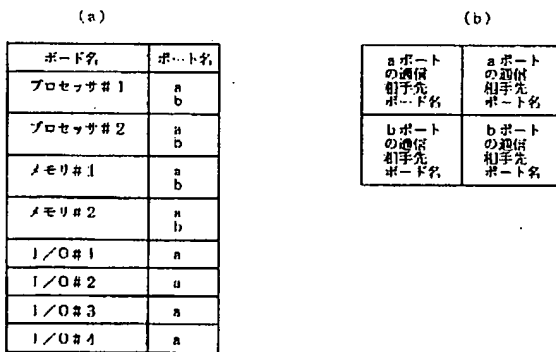 (a)
ボード名 ポート名
プロセッサ#1 a
b
プロセッサ#2 a
b
メモリ#1 a
b
メモリ#2 a
b
I/O#1 a
I/O#2 a
I/O#3 a
I/O#4 a
(b)
aポート
の通信
相手先
ボード名
aポート
の通信
相手先
ポート名
bポート
の通信
相手先
ボード名
bポート
の通信
相手先
ポート名